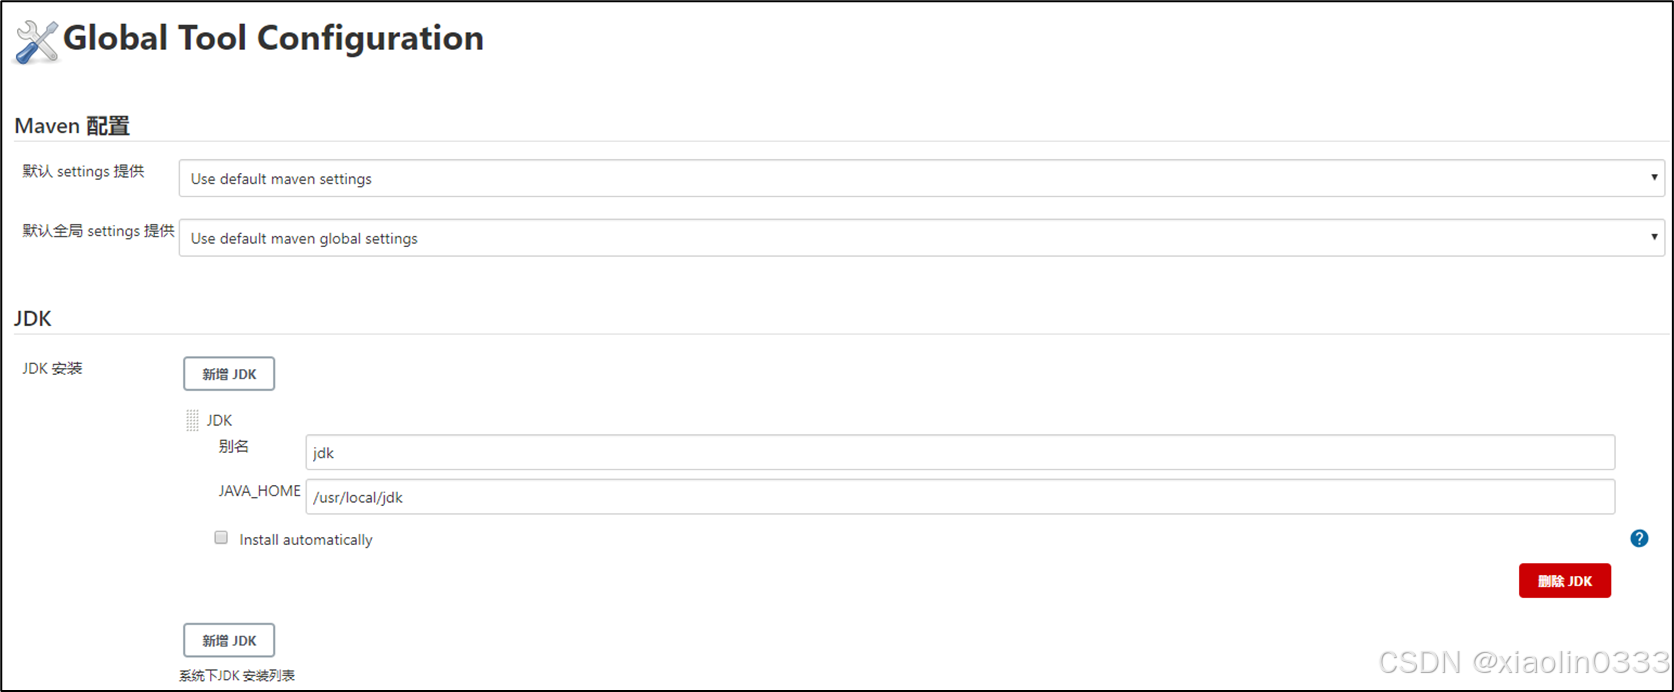 Global Tool Configuration
Maven 配置
默认 settings 提供
Use default maven settings
默认全局 settings 提供
Use default maven global settings
JDK
JDK 安装
新增 JDK
JDK
别名
jdk
JAVA_HOME
/usr/local/jdk
Install automatically
?
删除 JDK
新增 JDK
系统下JDK 安装列表
CSDN @xiaolin0333